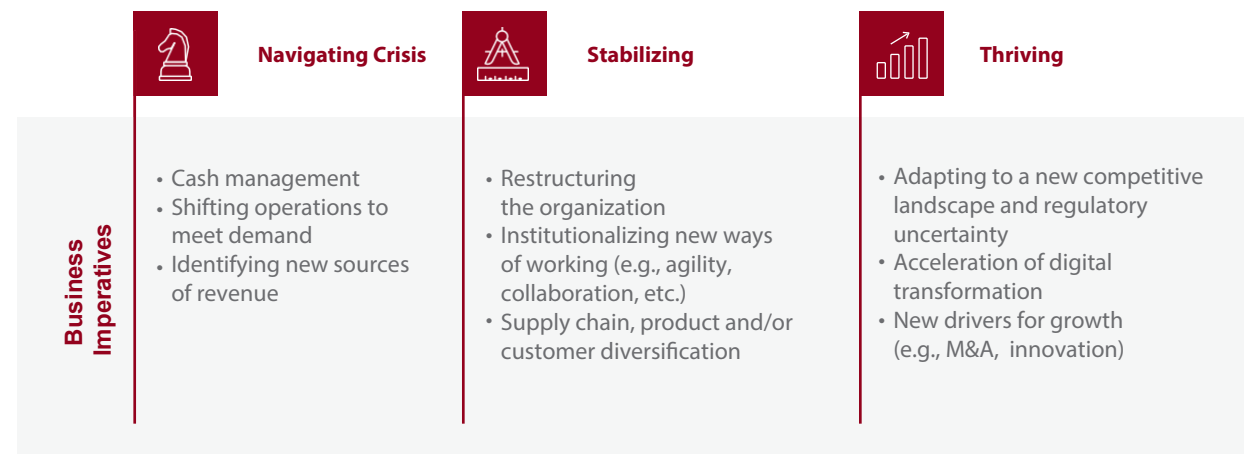 Navigating Crisis
Stabilizing
Thriving
Business
Imperatives
• Cash management
• Shifting operations to
meet demand
• Identifying new sources
of revenue
• Restructuring
the organization
• Institutionalizing new ways
of working (e.g., agility,
collaboration, etc.)
• Supply chain, product and/or
customer diversification
• Adapting to a new competitive
landscape and regulatory
uncertainty
• Acceleration of digital
transformation
• New drivers for growth
(e.g., M&A, innovation)